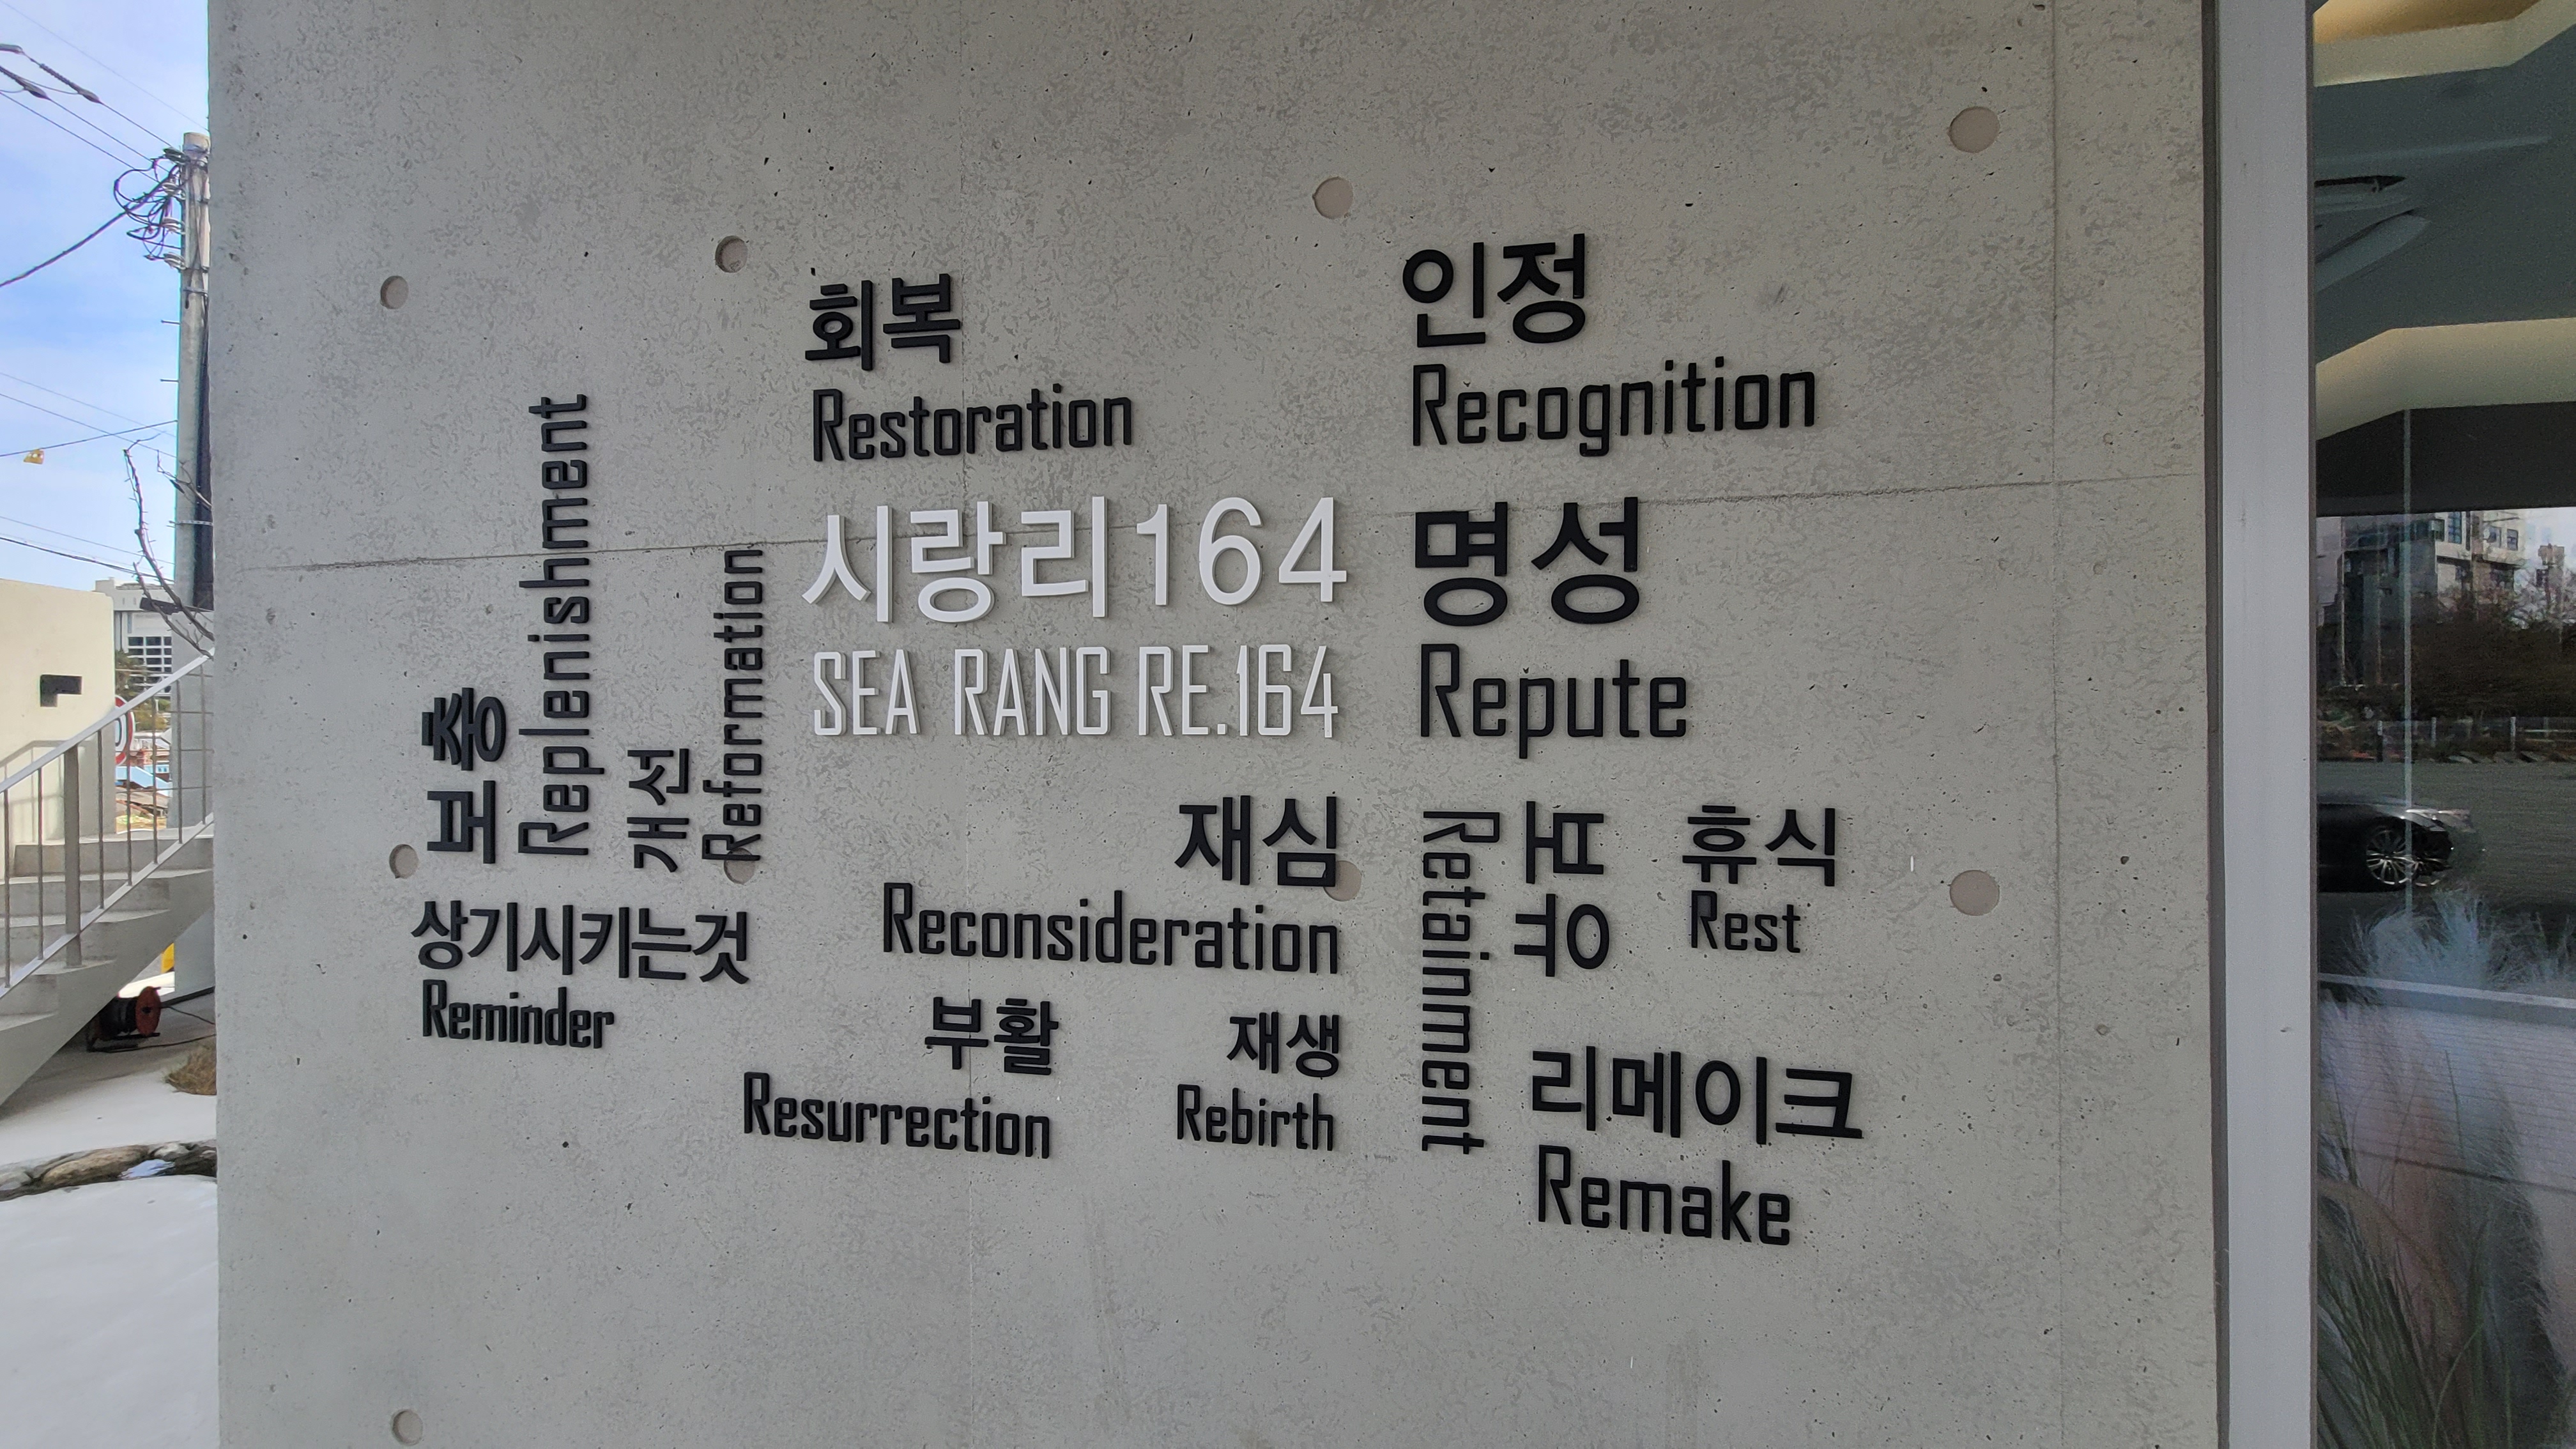 회복
Restoration
인정
Recognition
시랑리164
SEA RANG RE.164
명성
Repute
보충
Replenishment
개선
Reformation
재심
Reconsideration
보유
Retainment
휴식
Rest
상기시키는것
Reminder
부활
Resurrection
재생
Rebirth
리메이크
Remake